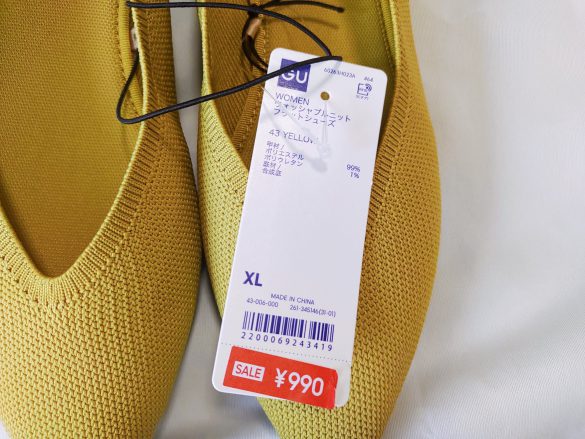 GU
464
WOMEN
ウォッシャブルニット
フラットシューズ
43 YELLOW
甲材/
ポリエステル 99%
ポリウレタン 1%
底材/
合成底
XL
MADE IN CHINA
43-006-000 261-345146(31-01)
2200069243419
SALE ¥990